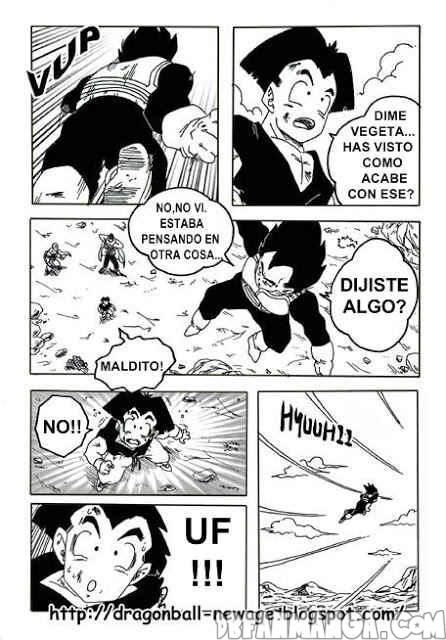 VUP
DIME
VEGETA...
HAS VISTO
COMO
ACABE
CON ESE?
NO,NO VI.
ESTABA
PENSANDO EN
OTRA COSA...
DIJISTE
ALGO?
MALDITO!
NO!!
HYUUHII
UF
!!!
http://dragonball-newage.blogspot.com/